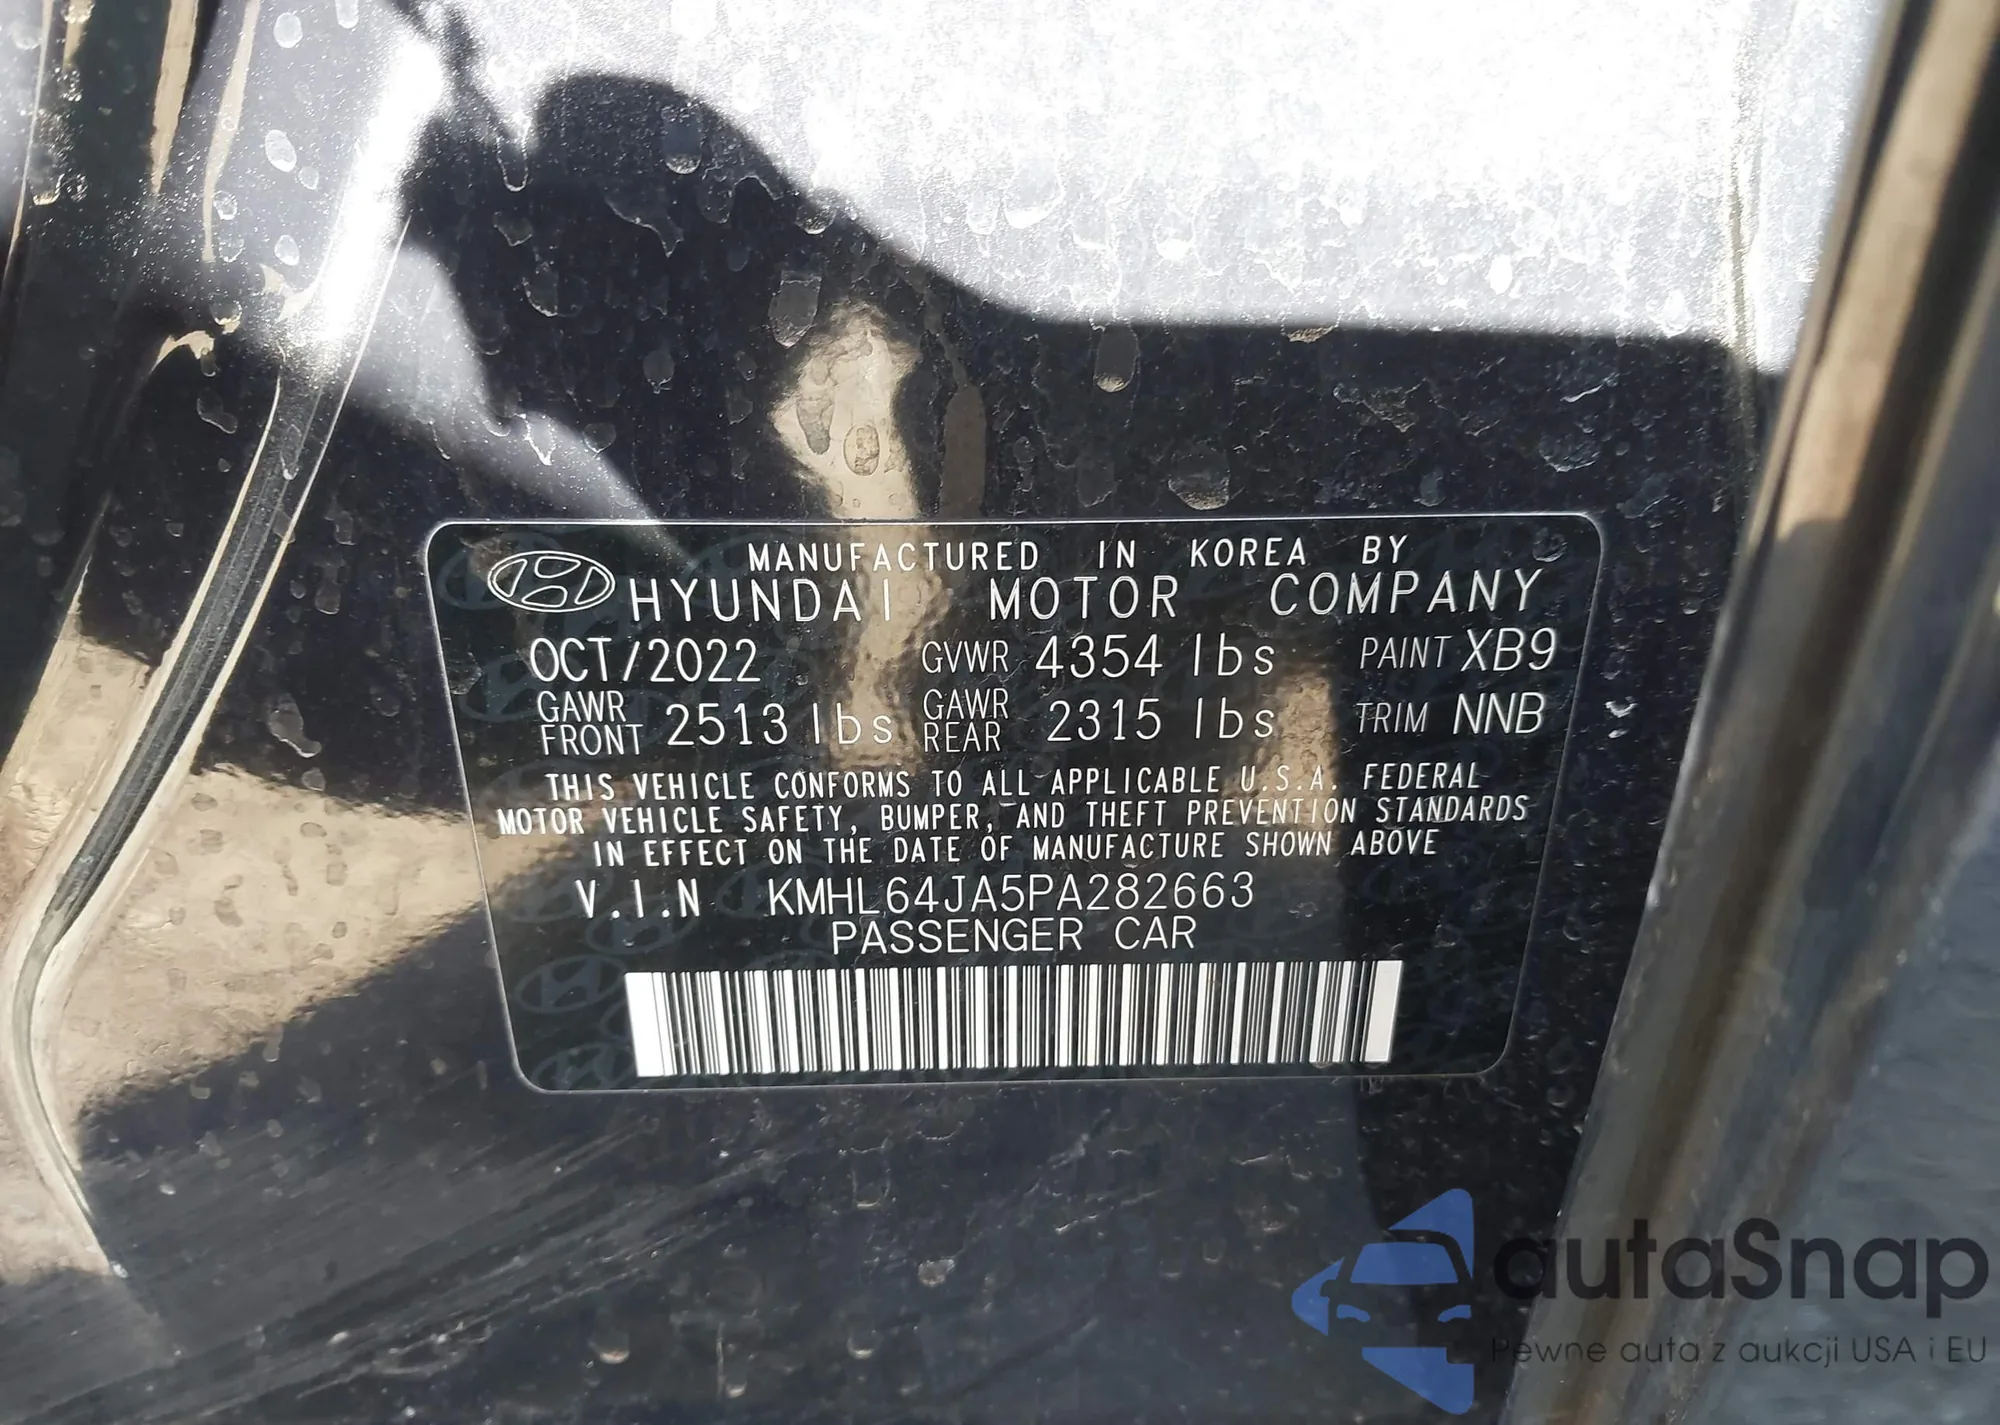 MANUFACTURED IN KOREA BY
HYUNDAI MOTOR COMPANY
OCT/2022 GVWR 4354 lbs PAINT XB9
GAWR FRONT 2513 lbs GAWR REAR 2315 lbs TRIM NNB
THIS VEHICLE CONFORMS TO ALL APPLICABLE U.S.A. FEDERAL
MOTOR VEHICLE SAFETY, BUMPER, AND THEFT PREVENTION STANDARDS
IN EFFECT ON THE DATE OF MANUFACTURE SHOWN ABOVE
V.I.N KMHL64JA5PA282663
PASSENGER CAR
autaSnap
Pewne auta z aukcji USA i EU